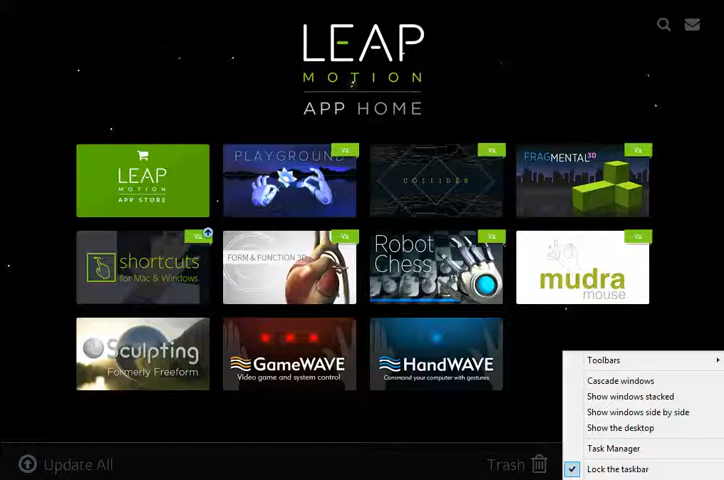 LEAP
MOTION
APP HOME
LEAP
MOTION
APP STORE
PLAYGROUND
V2
COLLIDER
V2
FRAGMENTAL3D
V2
shortcuts
for Mac & Windows
V2
FORM & FUNCTION 3D
V2
Robot
Chess
V2
mudra
mouse
V2
Sculpting
Formerly Freeform
GameWAVE
Video game and system control
HandWAVE
Command your computer with gestures
Toolbars
Cascade windows
Show windows stacked
Show windows side by side
Show the desktop
Task Manager
Lock the taskbar
Update All
Trash